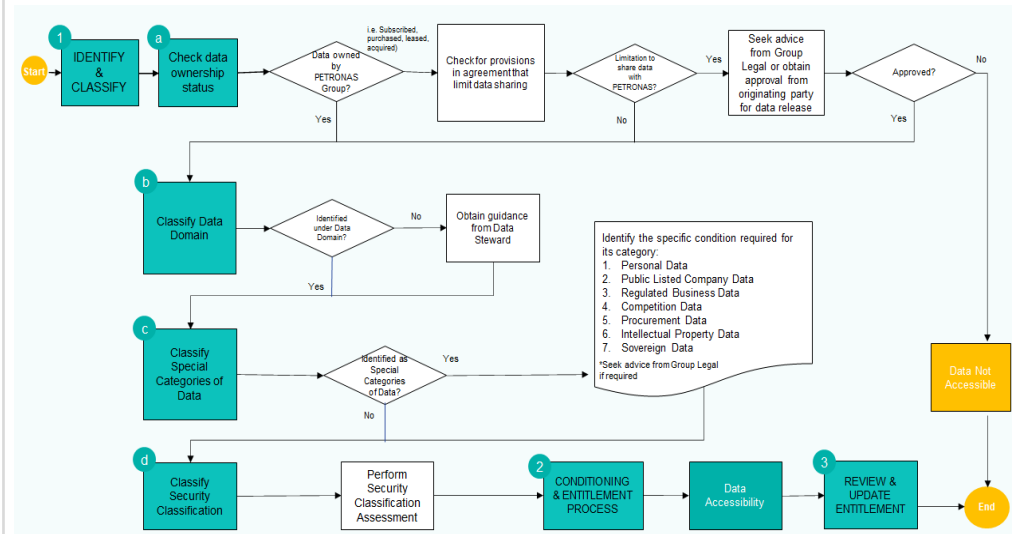 1
IDENTIFY
&
CLASSIFY
a
Check data
ownership
status
Start
Data owned
by
PETRONAS
Group?
i.e. Subscribed,
purchased, leased,
acquired)
Yes
Check for provisions
in agreement that
limit data sharing
Limitation to
share data
with
PETRONAS?
Yes
No
Seek advice
from Group
Legal or obtain
approval from
originating party
for data release
Approved?
No
Yes
b
Classify Data
Domain
Identified
under Data
Domain?
No
Yes
Obtain guidance
from Data
Steward
Identify the specific condition required for
its category:
1. Personal Data
2. Public Listed Company Data
3. Regulated Business Data
4. Competition Data
5. Procurement Data
6. Intellectual Property Data
7. Sovereign Data
*Seek advice from Group Legal
if required
c
Classify
Special
Categories of
Data
Identified as
Special
Categories
of Data?
Yes
No
Data Not
Accessible
d
Classify
Security
Classification
Perform
Security
Classification
Assessment
2
CONDITIONING
& ENTITLEMENT
PROCESS
Data
Accessibility
3
REVIEW &
UPDATE
ENTITLEMENT
End